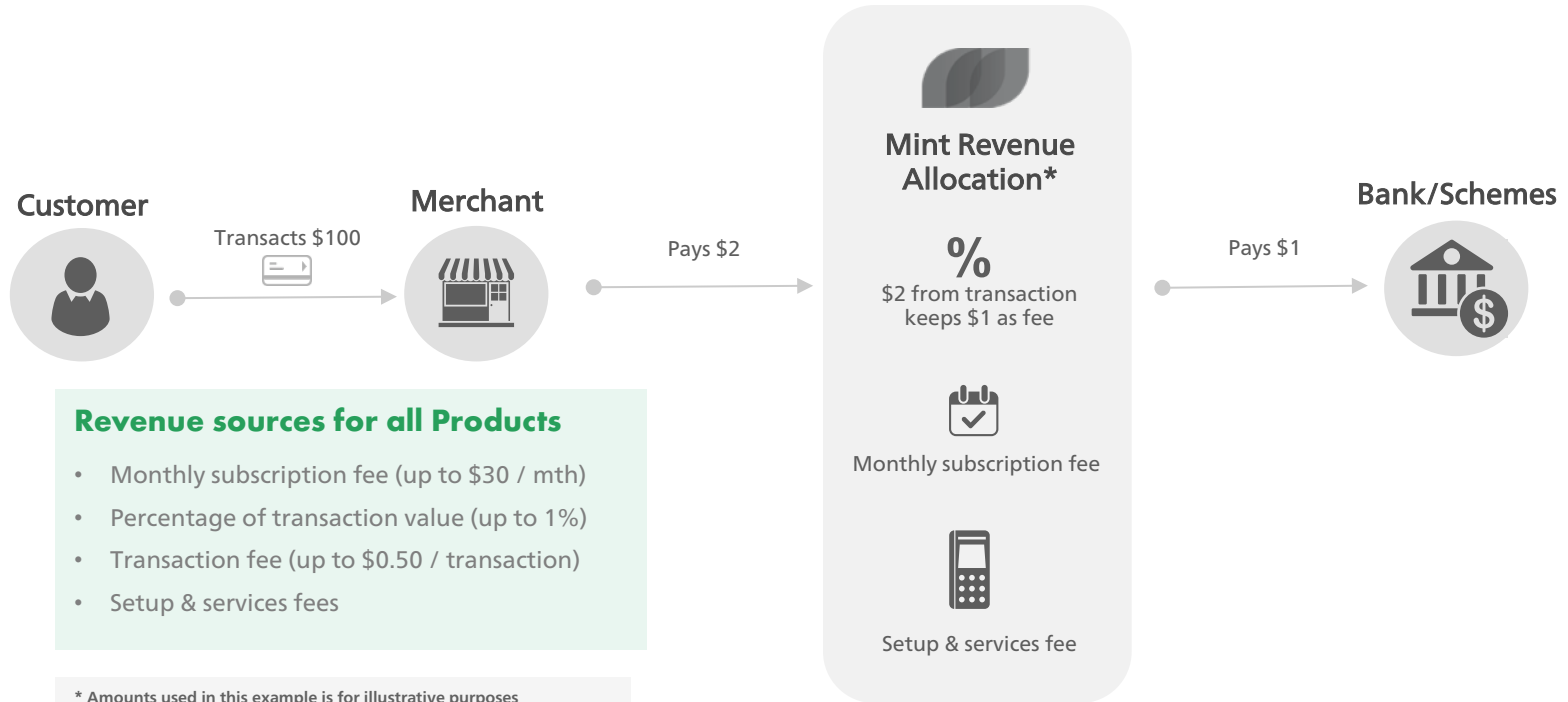 Customer
Transacts $100
Merchant
Pays $2
Mint Revenue
Allocation*
%
$2 from transaction
keeps $1 as fee
Monthly subscription fee
Setup & services fee
Pays $1
Bank/Schemes
$
Revenue sources for all Products
• Monthly subscription fee (up to $30 / mth)
• Percentage of transaction value (up to 1%)
• Transaction fee (up to $0.50 / transaction)
• Setup & services fees
* Amounts used in this example is for illustrative purposes